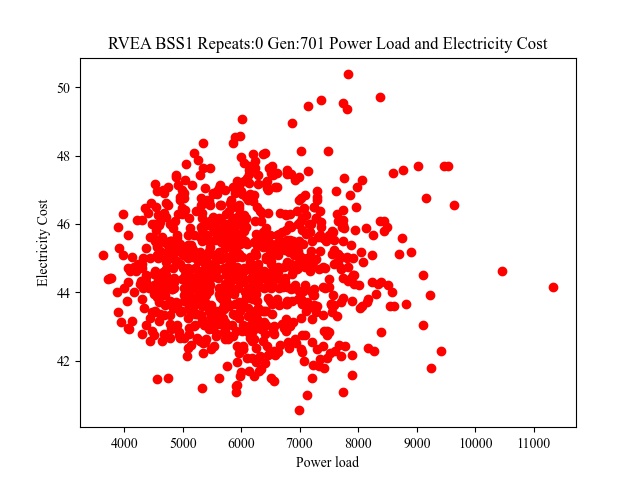 RVEA BSS1 Repeats:0 Gen:701 Power Load and Electricity Cost
50
48
46
44
42
Electricity Cost
4000 5000 6000 7000 8000 9000 10000 11000
Power load